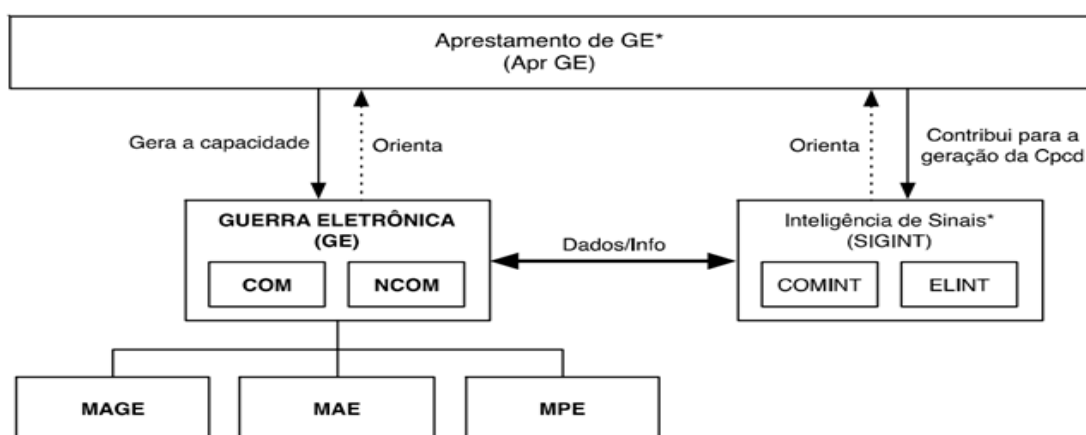 Aprestamento de GE*
(Apr GE)
Gera a capacidade
Orienta
Orienta
Contribui para a
geração da Cpcd
GUERRA ELETRÔNICA
(GE)
COM
NCOM
Dados/Info
Inteligência de Sinais*
(SIGINT)
COMINT
ELINT
MAGE
MAE
MPE